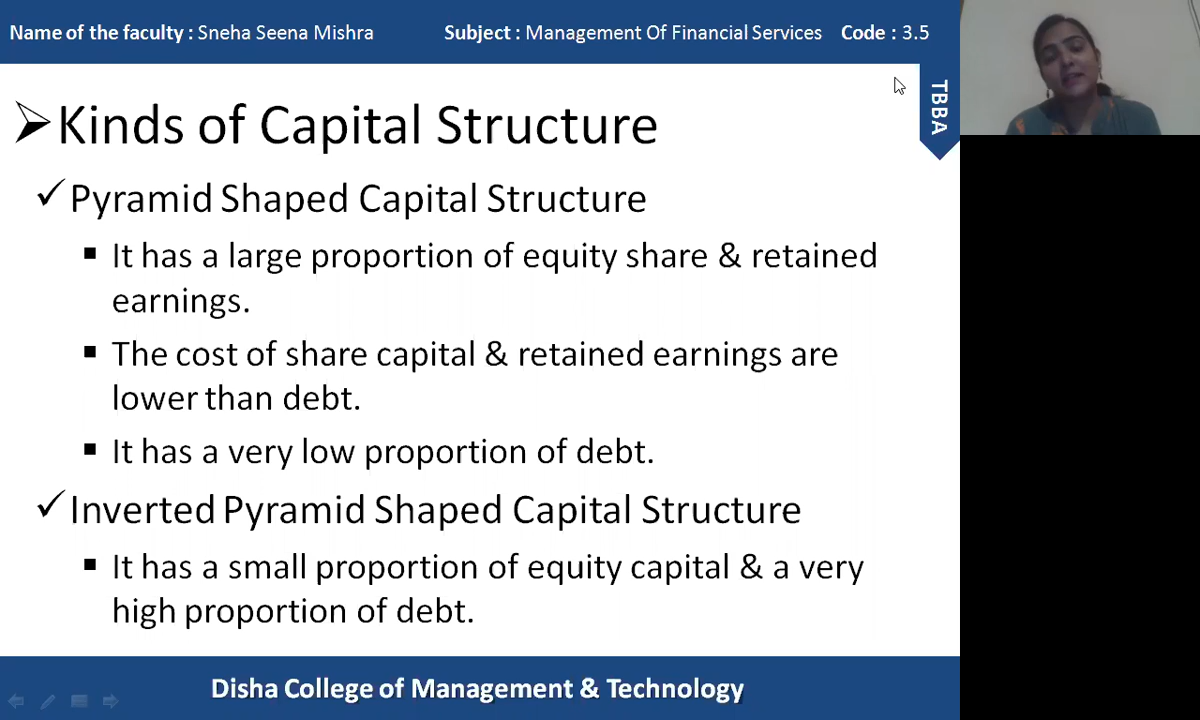 Name of the faculty : Sneha Seena Mishra Subject : Management Of Financial Services Code : 3.5
TBBA
Kinds of Capital Structure
Pyramid Shaped Capital Structure
It has a large proportion of equity share & retained
earnings.
The cost of share capital & retained earnings are
lower than debt.
It has a very low proportion of debt.
Inverted Pyramid Shaped Capital Structure
It has a small proportion of equity capital & a very
high proportion of debt.
Disha College of Management & Technology